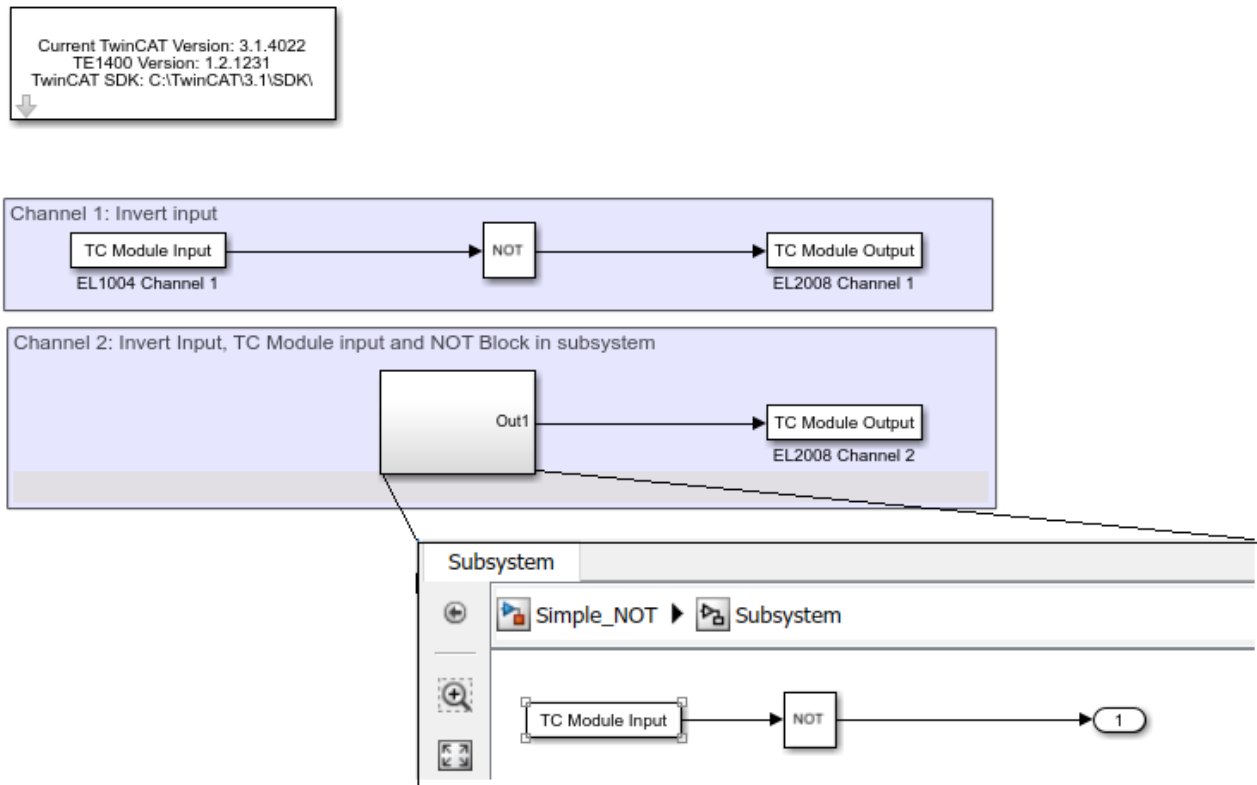 Current TwinCAT Version: 3.1.4022
TE1400 Version: 1.2.1231
TwinCAT SDK: C:\TwinCAT\3.1\SDK\
Channel 1: Invert input
TC Module Input
NOT
TC Module Output
EL1004 Channel 1
EL2008 Channel 1
Channel 2: Invert Input, TC Module input and NOT Block in subsystem
Out1
TC Module Output
EL2008 Channel 2
Subsystem
Simple_NOT
Subsystem
TC Module Input
NOT
1